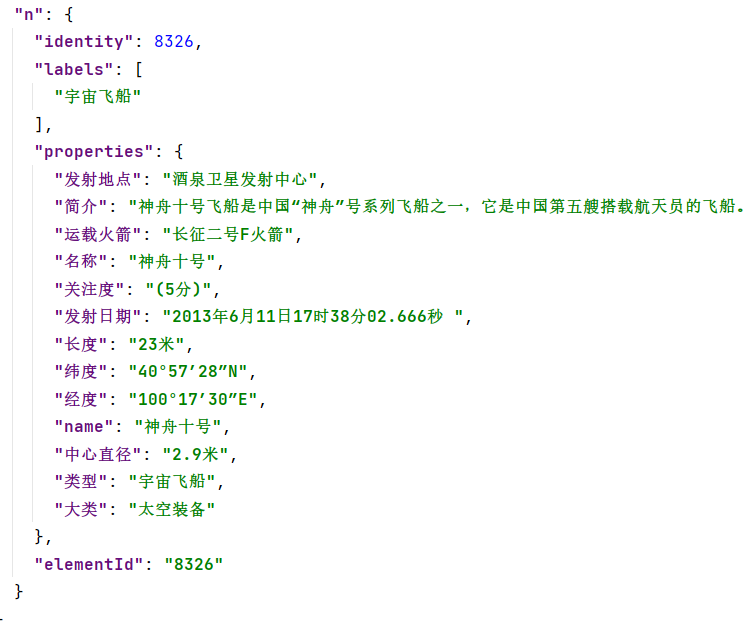 "n": {
"identity": 8326,
"labels": [
"宇宙飞船"
],
"properties": {
"发射地点": "酒泉卫星发射中心",
"简介": "神舟十号飞船是中国“神舟”号系列飞船之一，它是中国第五艘搭载航天员的飞船。
"运载火箭": "长征二号F火箭",
"名称": "神舟十号",
"关注度": "(5分)",
"发射日期": "2013年6月11日17时38分02.666秒 ",
"长度": "23米",
"纬度": "40°57′28″N",
"经度": "100°17′30″E",
"name": "神舟十号",
"中心直径": "2.9米",
"类型": "宇宙飞船",
"大类": "太空装备"
},
"elementId": "8326"
}